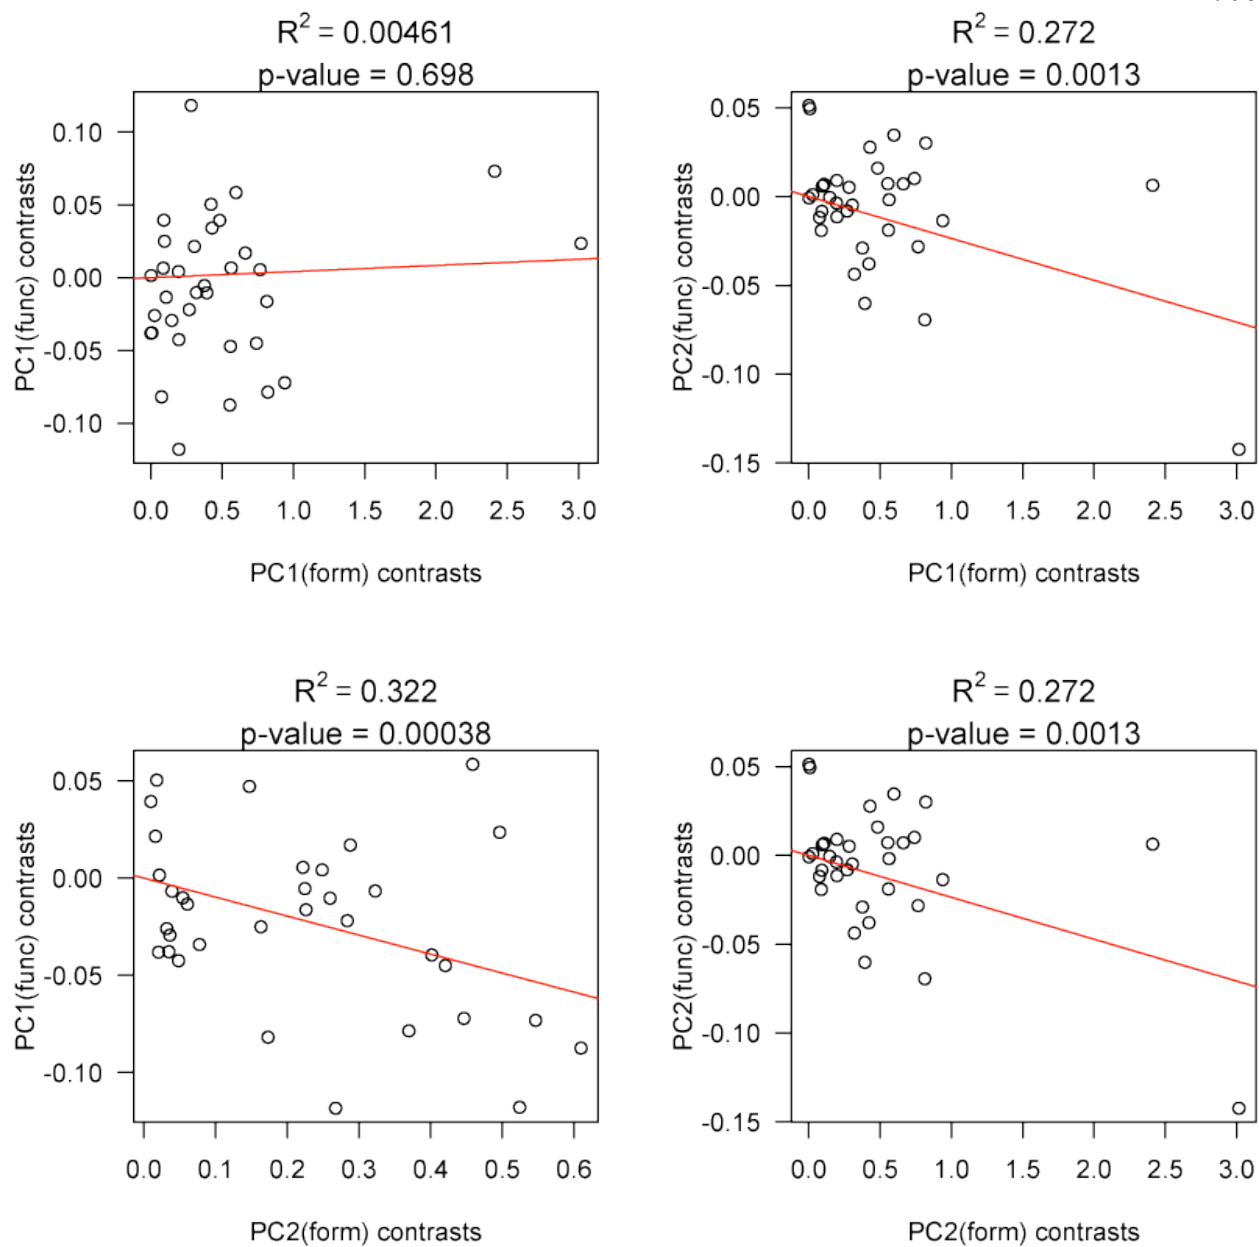 R² = 0.00461
p-value = 0.698
PC1(func) contrasts
0.10
0.05
0.00
-0.05
-0.10
0.0 0.5 1.0 1.5 2.0 2.5 3.0
PC1(form) contrasts
R² = 0.272
p-value = 0.0013
PC2(func) contrasts
0.05
0.00
-0.05
-0.10
-0.15
0.0 0.5 1.0 1.5 2.0 2.5 3.0
PC1(form) contrasts
R² = 0.322
p-value = 0.00038
PC1(func) contrasts
0.05
0.00
-0.05
-0.10
0.0 0.1 0.2 0.3 0.4 0.5 0.6
PC2(form) contrasts
R² = 0.272
p-value = 0.0013
PC2(func) contrasts
0.05
0.00
-0.05
-0.10
-0.15
0.0 0.5 1.0 1.5 2.0 2.5 3.0
PC2(form) contrasts